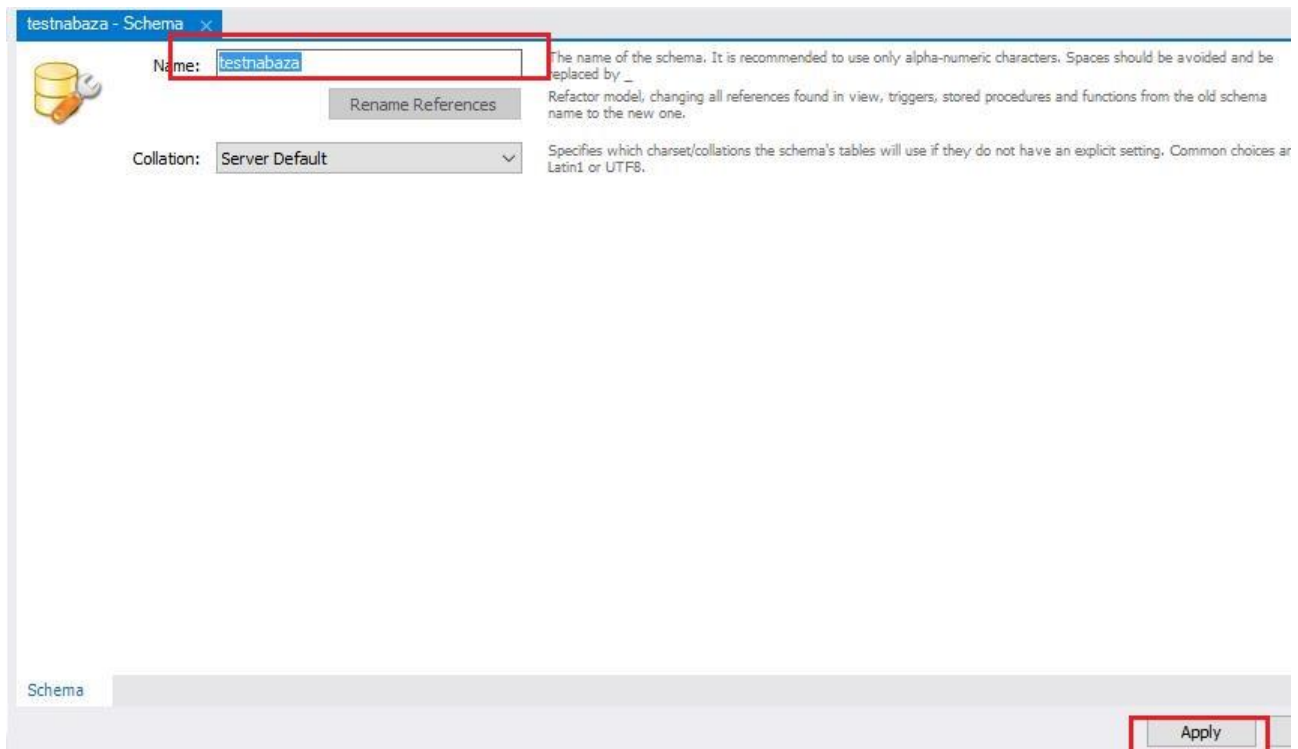 testnabaza - Schema
Name: testnabaza
The name of the schema. It is recommended to use only alpha-numeric characters. Spaces should be avoided and be
replaced by _
Rename References
Refactor model, changing all references found in view, triggers, stored procedures and functions from the old schema
name to the new one.
Collation: Server Default
Specifies which charset/collations the schema's tables will use if they do not have an explicit setting. Common choices ar
Latin1 or UTF8.
Schema
Apply